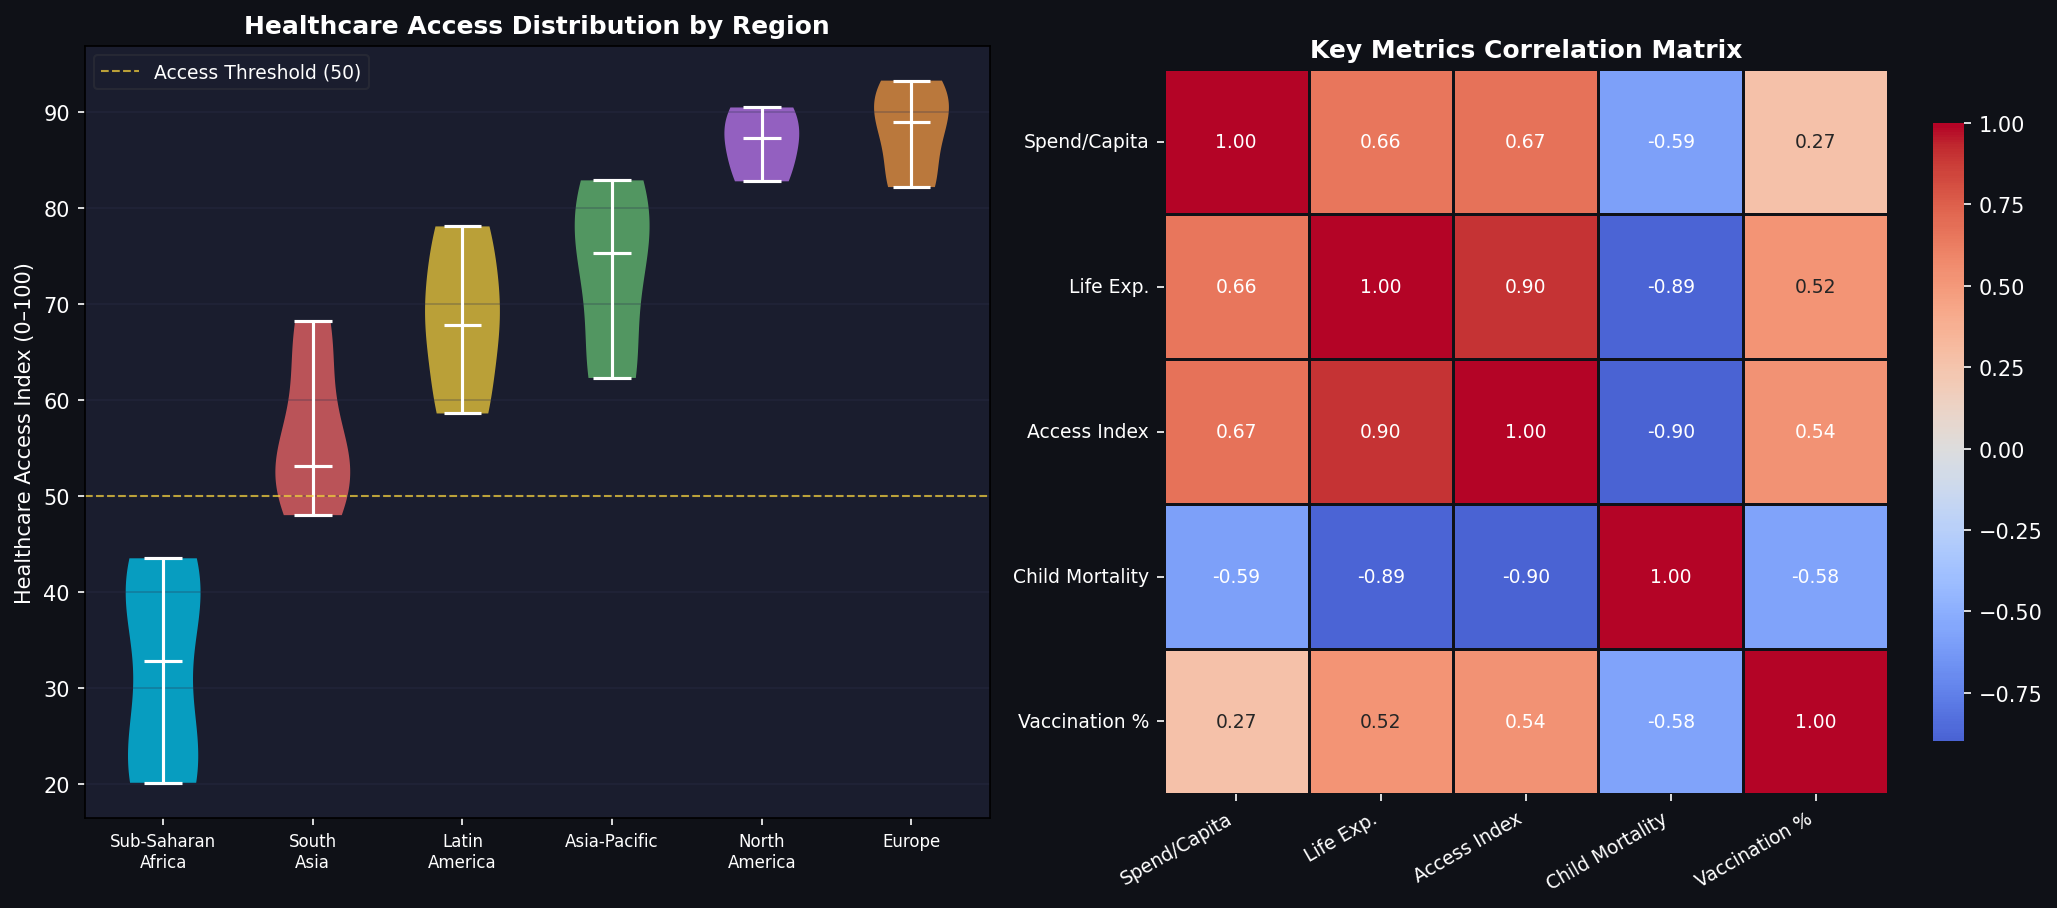 Healthcare Access Distribution by Region
Access Threshold (50)
Healthcare Access Index (0–100)
90
80
70
60
50
40
30
20
Sub-Saharan
Africa
South
Asia
Latin
America
Asia-Pacific
North
America
Europe
Key Metrics Correlation Matrix
Spend/Capita 1.00 0.66 0.67 -0.59 0.27
Life Exp. 0.66 1.00 0.90 -0.89 0.52
Access Index 0.67 0.90 1.00 -0.90 0.54
Child Mortality -0.59 -0.89 -0.90 1.00 -0.58
Vaccination % 0.27 0.52 0.54 -0.58 1.00
Spend/Capita
Life Exp.
Access Index
Child Mortality
Vaccination %
1.00
0.75
0.50
0.25
0.00
−0.25
−0.50
−0.75